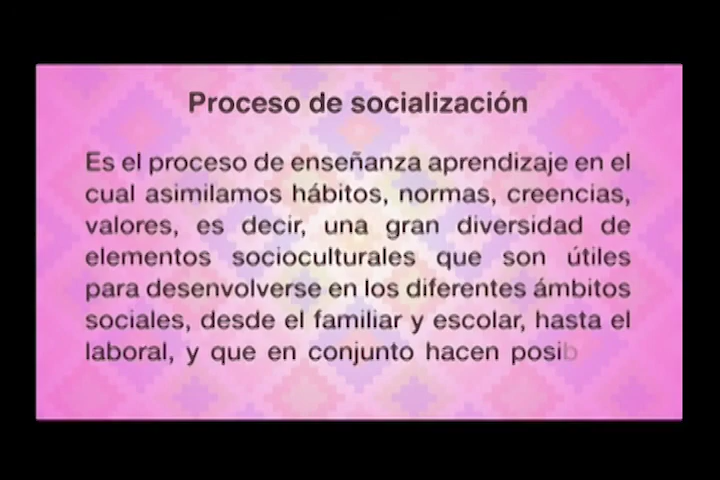 Proceso de socialización
Es el proceso de enseñanza aprendizaje en el
cual asimilamos hábitos, normas, creencias,
valores, es decir, una gran diversidad de
elementos socioculturales que son útiles
para desenvolverse en los diferentes ámbitos
sociales, desde el familiar y escolar, hasta el
laboral, y que en conjunto hacen posib